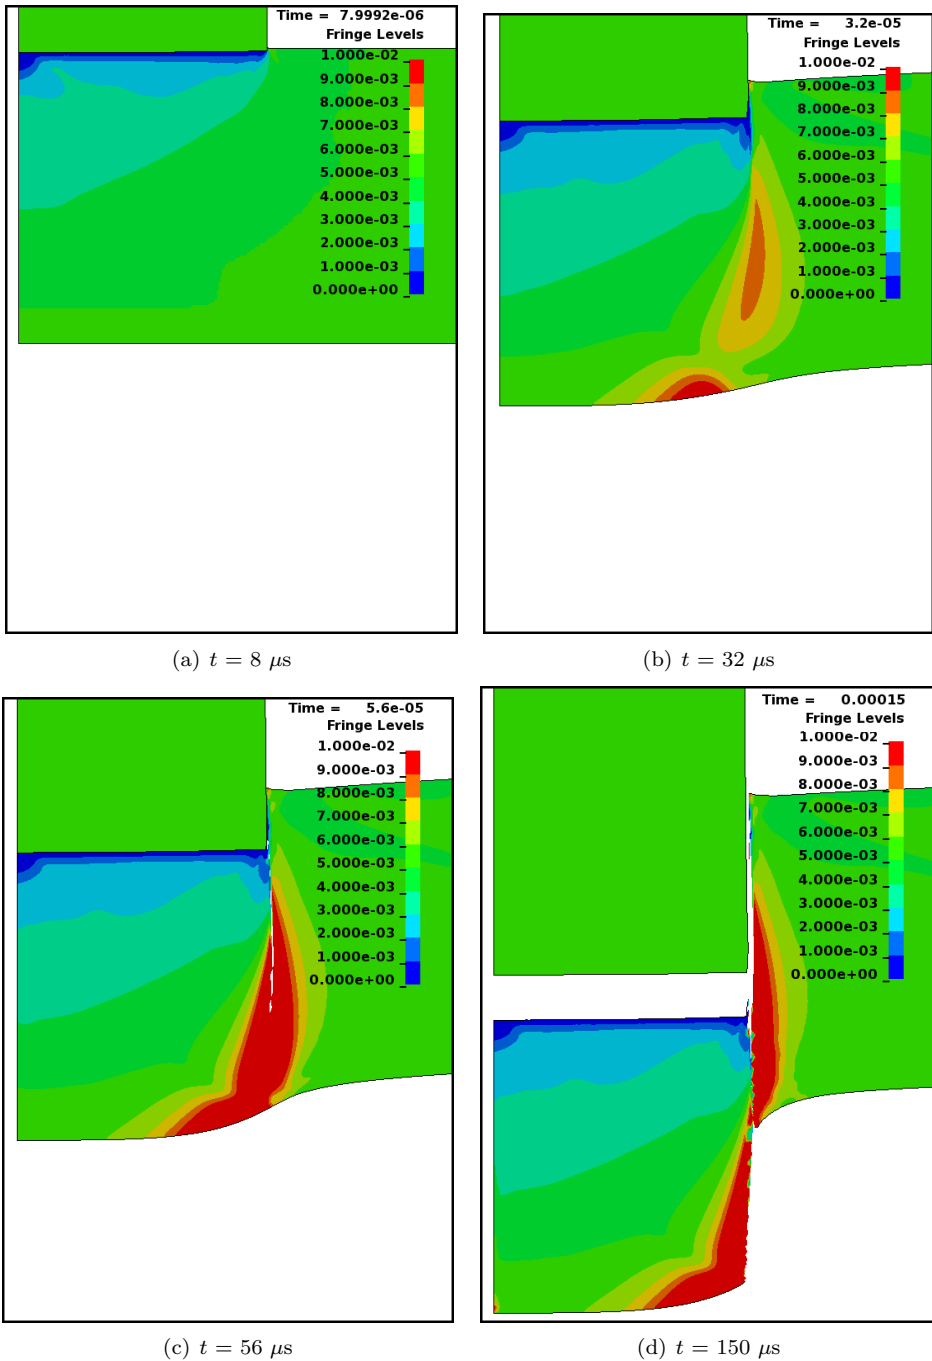 Time = 7.9992e-06
Fringe Levels
1.000e-02
9.000e-03
8.000e-03
7.000e-03
6.000e-03
5.000e-03
4.000e-03
3.000e-03
2.000e-03
1.000e-03
0.000e+00
(a) t = 8 μs
Time = 3.2e-05
Fringe Levels
1.000e-02
9.000e-03
8.000e-03
7.000e-03
6.000e-03
5.000e-03
4.000e-03
3.000e-03
2.000e-03
1.000e-03
0.000e+00
(b) t = 32 μs
Time = 5.6e-05
Fringe Levels
1.000e-02
9.000e-03
8.000e-03
7.000e-03
6.000e-03
5.000e-03
4.000e-03
3.000e-03
2.000e-03
1.000e-03
0.000e+00
(c) t = 56 μs
Time = 0.00015
Fringe Levels
1.000e-02
9.000e-03
8.000e-03
7.000e-03
6.000e-03
5.000e-03
4.000e-03
3.000e-03
2.000e-03
1.000e-03
0.000e+00
(d) t = 150 μs